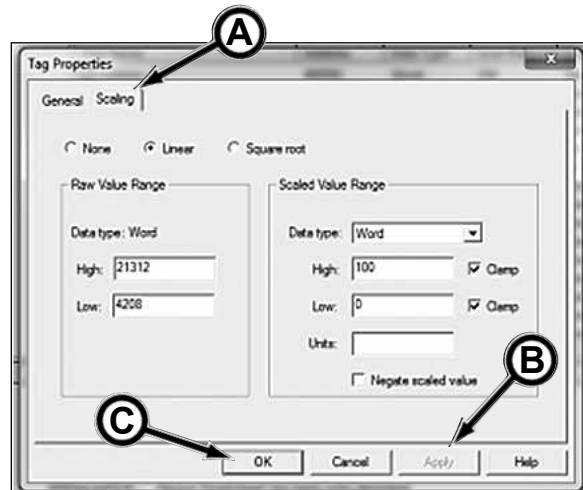 A
Tag Properties
General Scaling
None Linear Square root
Raw Value Range
Data type: Word
High: 21312
Low: 4208
Scaled Value Range
Data type: Word
High: 100 Clamp
Low: 0 Clamp
Units:
Negate scaled value
B
C
OK Cancel Apply Help